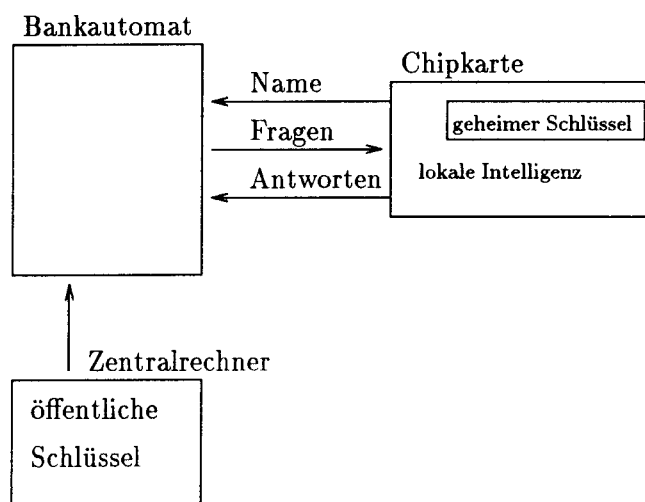 Bankautomat
Chipkarte
Name
geheimer Schlüssel
Fragen
lokale Intelligenz
Antworten
Zentralrechner
öffentliche
Schlüssel